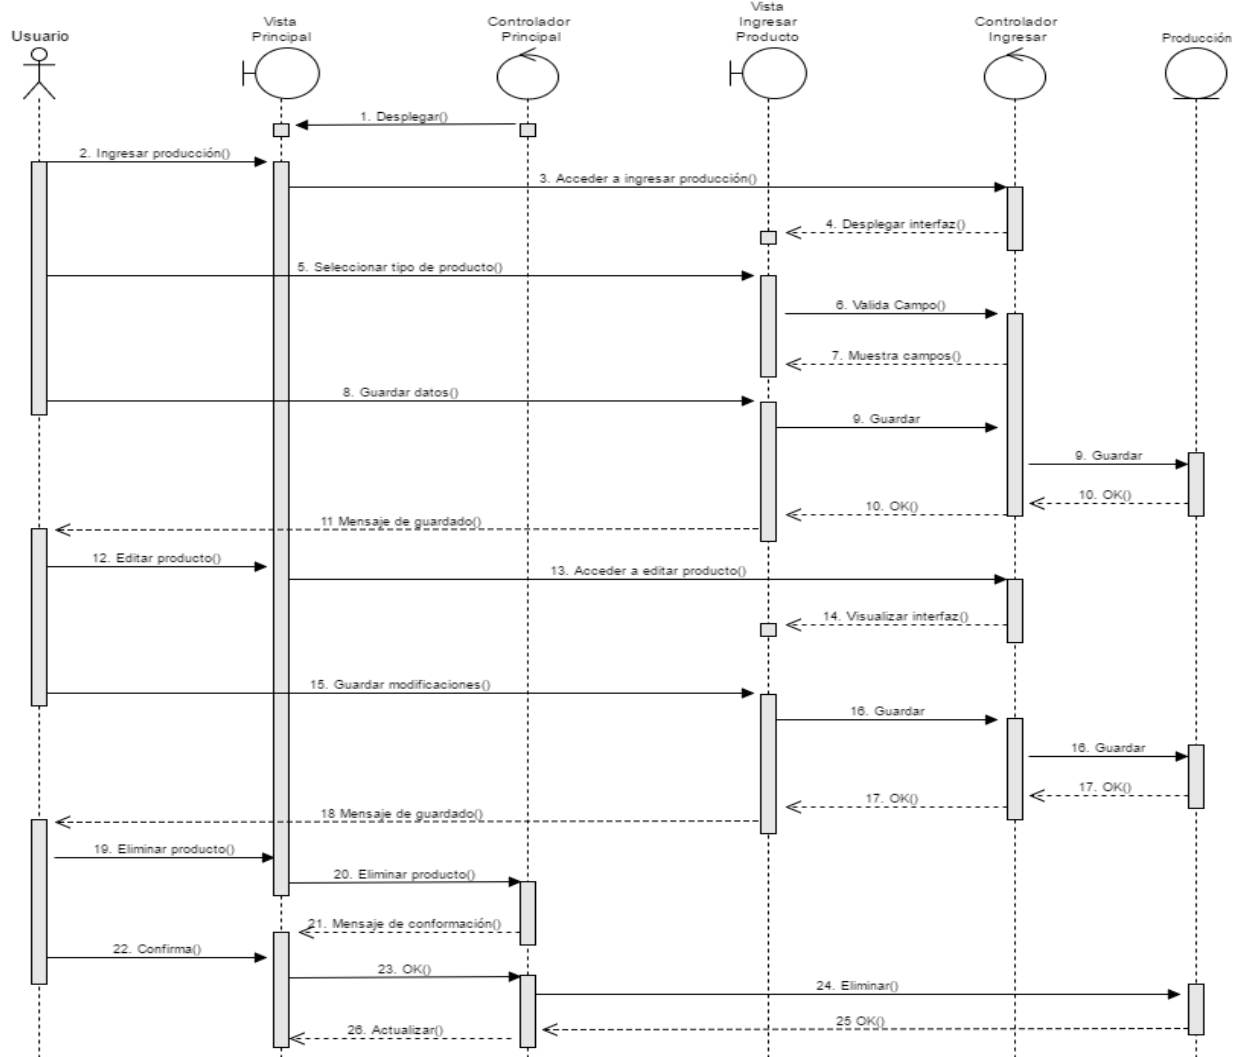 Usuario
Vista
Principal
Controlador
Principal
Vista
Ingresar
Producto
Controlador
Ingresar
Producción
1. Desplegar()
2. Ingresar producción()
3. Acceder a ingresar producción()
4. Desplegar interfaz()
5. Seleccionar tipo de producto()
6. Valida Campo()
7. Muestra campos()
8. Guardar datos()
9. Guardar
9. Guardar
10. OK()
10. OK()
11 Mensaje de guardado()
12. Editar producto()
13. Acceder a editar producto()
14. Visualizar interfaz()
15. Guardar modificaciones()
16. Guardar
16. Guardar
17. OK()
17. OK()
18 Mensaje de guardado()
19. Eliminar producto()
20. Eliminar producto()
21. Mensaje de conformación()
22. Confirma()
23. OK()
24. Eliminar()
25 OK()
26. Actualizar()